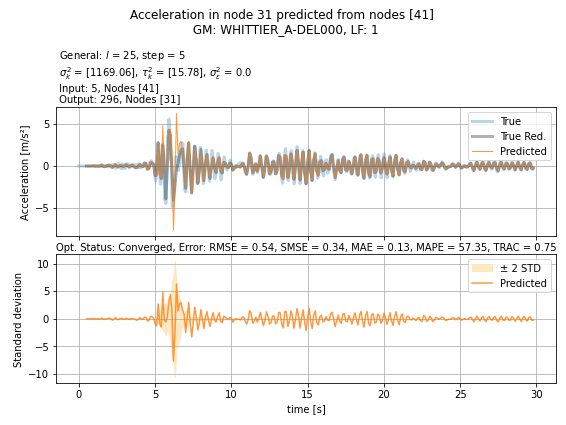 Acceleration in node 31 predicted from nodes [41]
GM: WHITTIER_A-DEL000, LF: 1
General: l = 25, step = 5
σ²ₖ = [1169.06], τ²ₖ = [15.78], σ²ε = 0.0
Input: 5, Nodes [41]
Output: 296, Nodes [31]
Acceleration [m/s²]
5
0
−5
True
True Red.
Predicted
Opt. Status: Converged, Error: RMSE = 0.54, SMSE = 0.34, MAE = 0.13, MAPE = 57.35, TRAC = 0.75
Standard deviation
10
5
0
−5
−10
± 2 STD
Predicted
0 5 10 15 20 25 30
time [s]